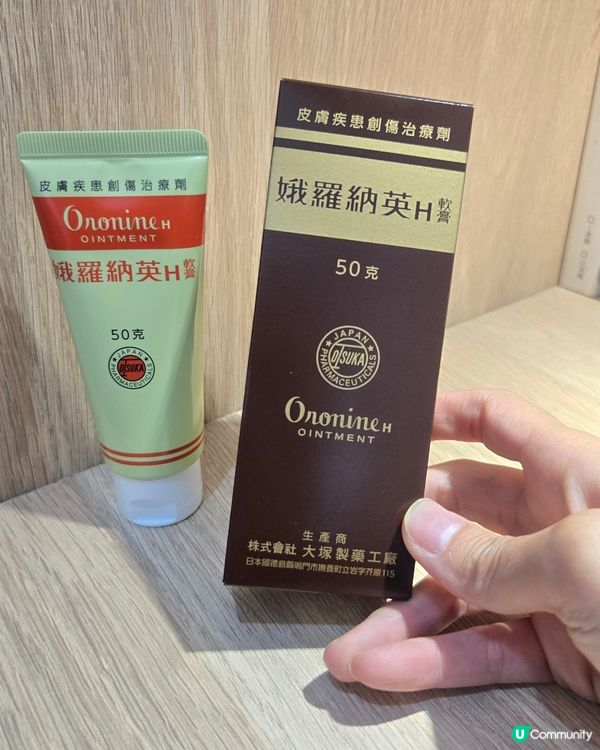 皮膚疾患創傷治療劑
Oronine H
OINTMENT
娥羅納英H軟膏
50克
JAPAN
OTSUKA
PHARMACEUTICALS
皮膚疾患創傷治療劑
娥羅納英H軟膏
50克
JAPAN
OTSUKA
PHARMACEUTICALS
Oronine H
OINTMENT
生產商
株式會社 大塚製藥工廠
日本國德島縣鳴門市撫養町立岩字芥原115
U Community